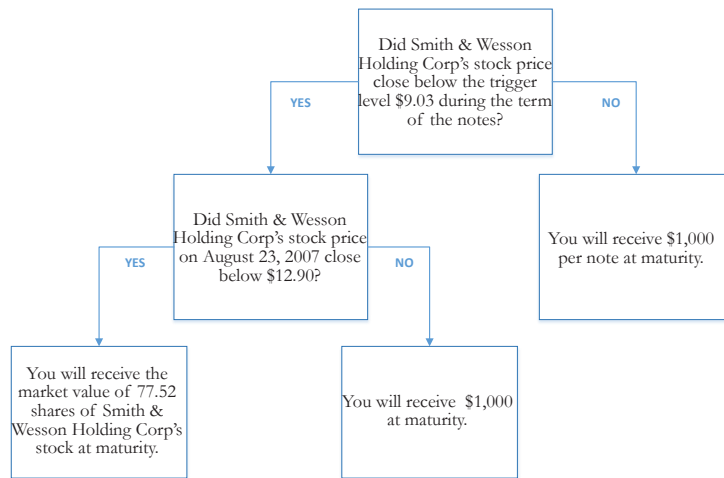 Did Smith & Wesson
Holding Corp's stock price
close below the trigger
level $9.03 during the term
of the notes?
YES
NO
Did Smith & Wesson
Holding Corp's stock price
on August 23, 2007 close
below $12.90?
You will receive $1,000
per note at maturity.
YES
NO
You will receive the
market value of 77.52
shares of Smith &
Wesson Holding Corp's
stock at maturity.
You will receive $1,000
at maturity.